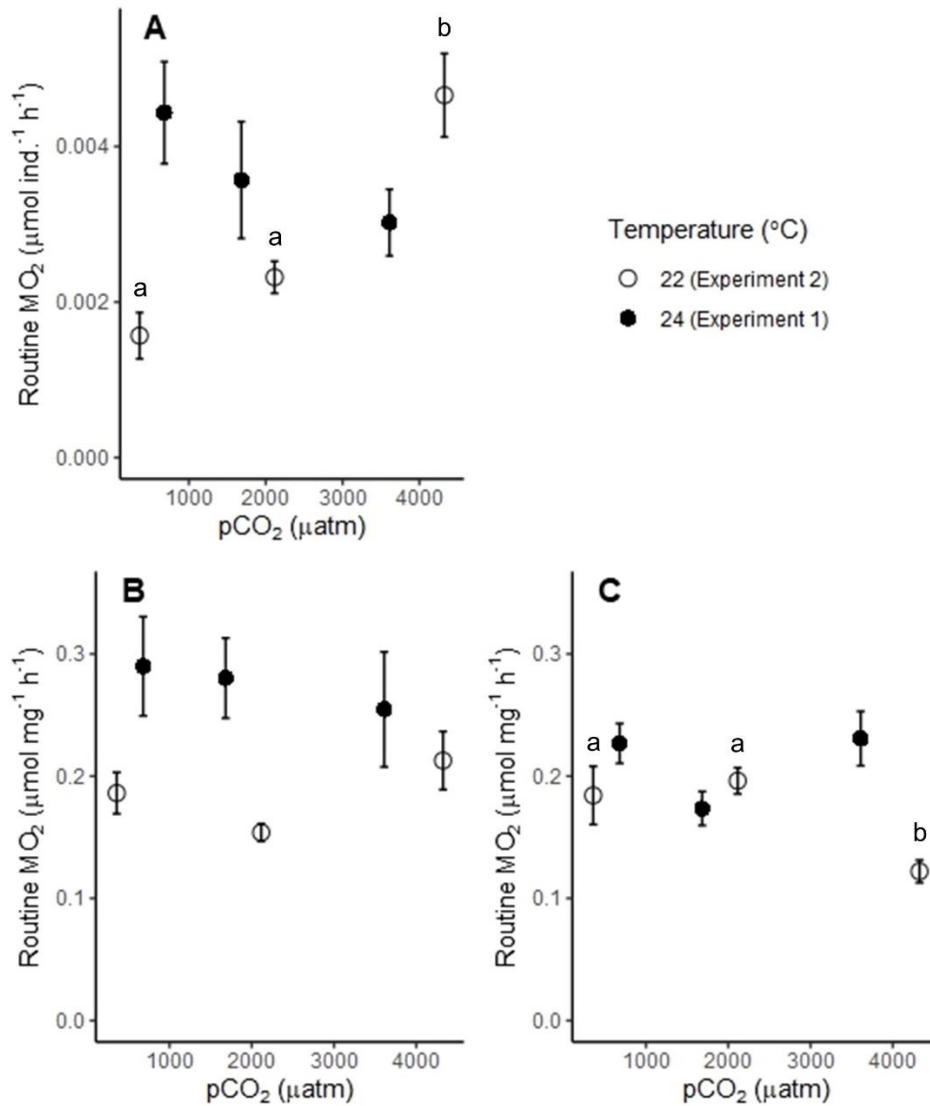 A
b
a
a
0.004
0.002
0.000
Routine MO₂ (μmol ind.⁻¹ h⁻¹)
1000 2000 3000 4000
pCO₂ (μatm)
Temperature (°C)
22 (Experiment 2)
24 (Experiment 1)
B
0.3
0.2
0.1
0.0
Routine MO₂ (μmol mg⁻¹ h⁻¹)
1000 2000 3000 4000
pCO₂ (μatm)
C
a
a
b
0.3
0.2
0.1
0.0
Routine MO₂ (μmol mg⁻¹ h⁻¹)
1000 2000 3000 4000
pCO₂ (μatm)